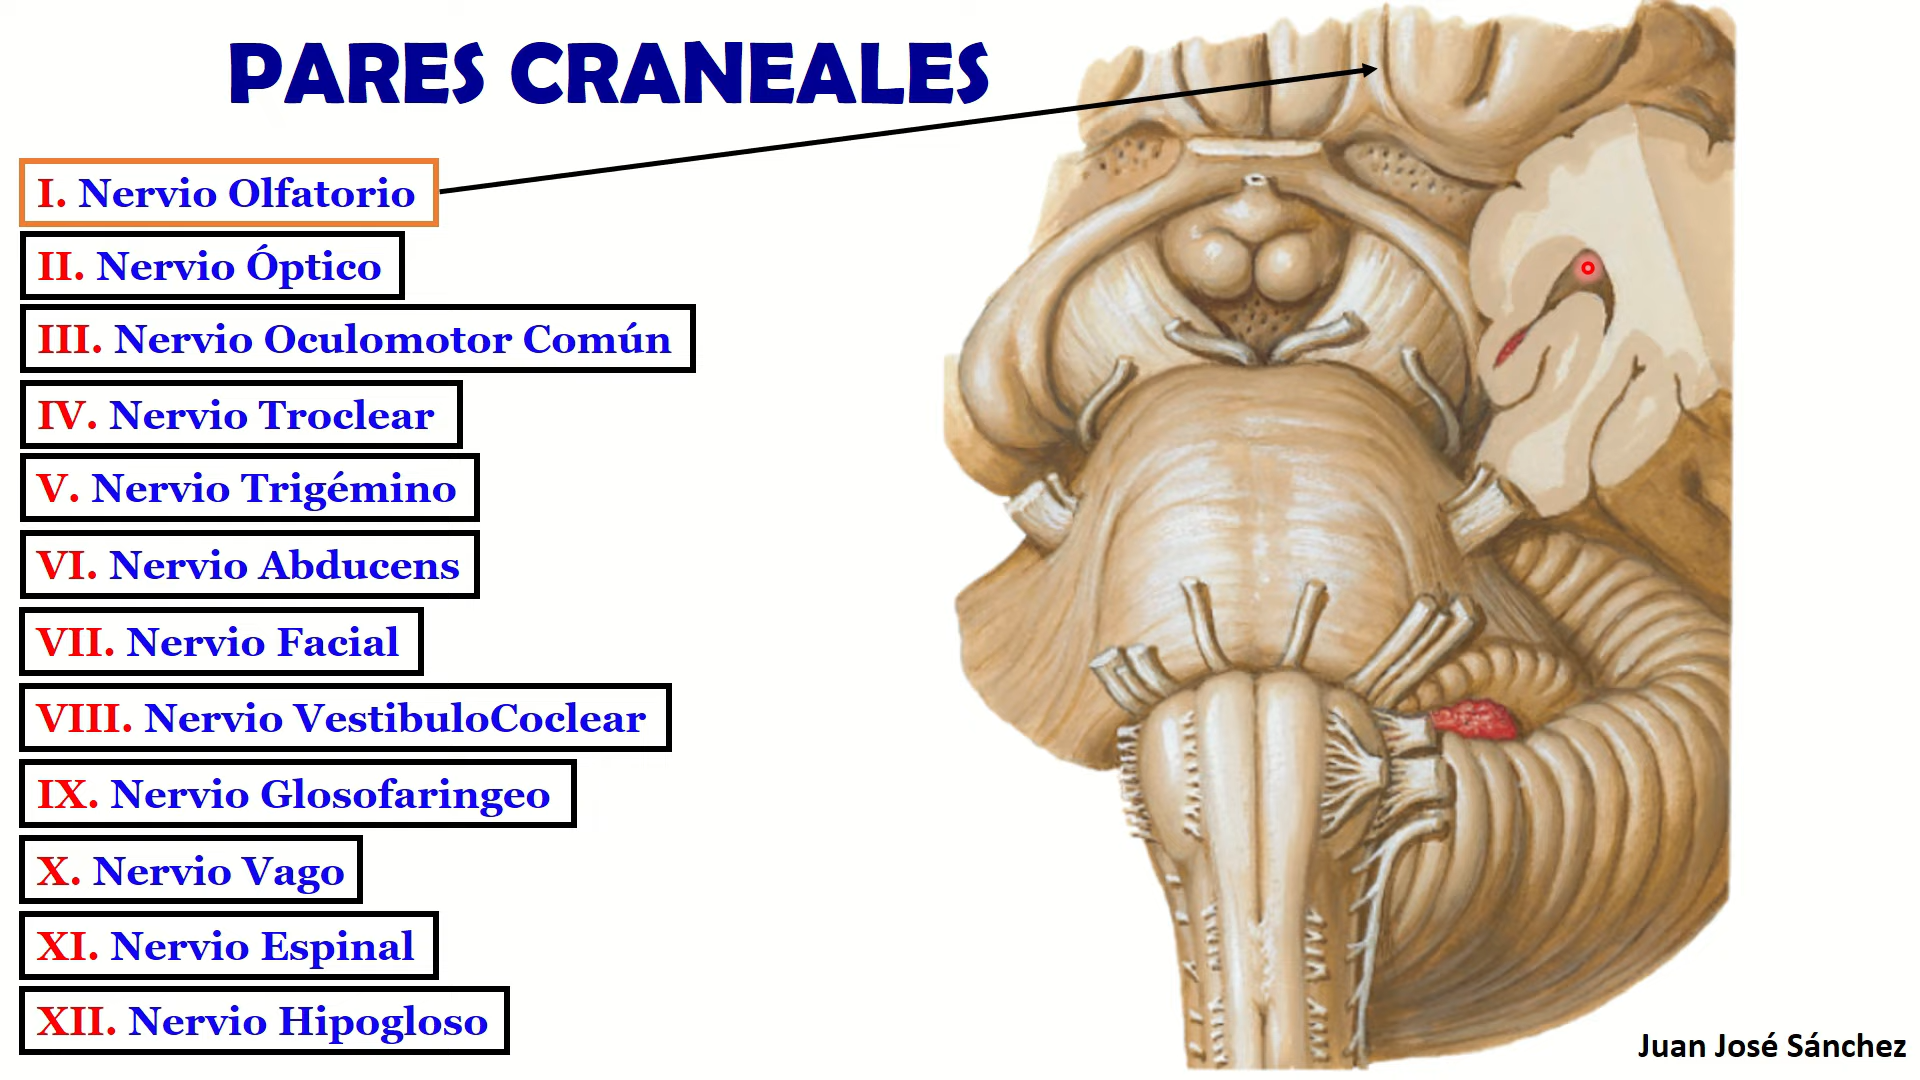 PARES CRANEALES
I. Nervio Olfatorio
II. Nervio Óptico
III. Nervio Oculomotor Común
IV. Nervio Troclear
V. Nervio Trigémino
VI. Nervio Abducens
VII. Nervio Facial
VIII. Nervio VestibuloCoclear
IX. Nervio Glosofaringeo
X. Nervio Vago
XI. Nervio Espinal
XII. Nervio Hipogloso
Juan José Sánchez